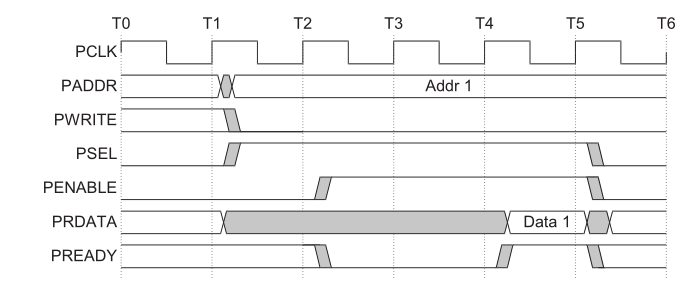 T0 T1 T2 T3 T4 T5 T6
PCLK
PADDR Addr 1
PWRITE
PSEL
PENABLE
PRDATA Data 1
PREADY